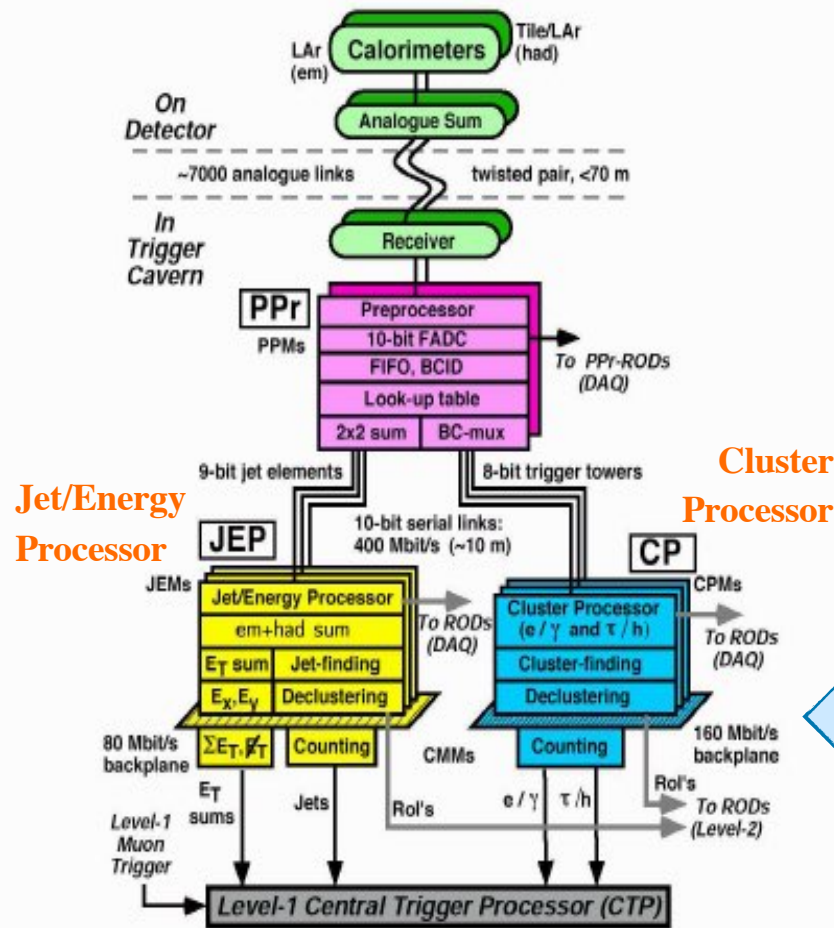 LAr
(em)
Calorimeters
Tile/LAr
(had)
On
Detector
Analogue Sum
~7000 analogue links
twisted pair, <70 m
In
Trigger
Cavern
Receiver
PPr
PPMs
Preprocessor
10-bit FADC
FIFO, BCID
Look-up table
2x2 sum
BC-mux
To PPr-RODs
(DAQ)
9-bit jet elements
8-bit trigger towers
Jet/Energy
Processor
Cluster
Processor
10-bit serial links:
400 Mbit/s (~10 m)
JEP
CP
JEMs
CPMs
Jet/Energy Processor
em+had sum
ET sum
Jet-finding
Ex, Ey
Declustering
To RODs
(DAQ)
Cluster Processor
(e / γ and τ / h)
Cluster-finding
Declustering
To RODs
(DAQ)
80 Mbit/s
backplane
ΣET, E̸T
Counting
CMMs
Counting
160 Mbit/s
backplane
ET
sums
Jets
RoI's
e / γ
τ /h
RoI's
To RODs
(Level-2)
Level-1
Muon
Trigger
Level-1 Central Trigger Processor (CTP)